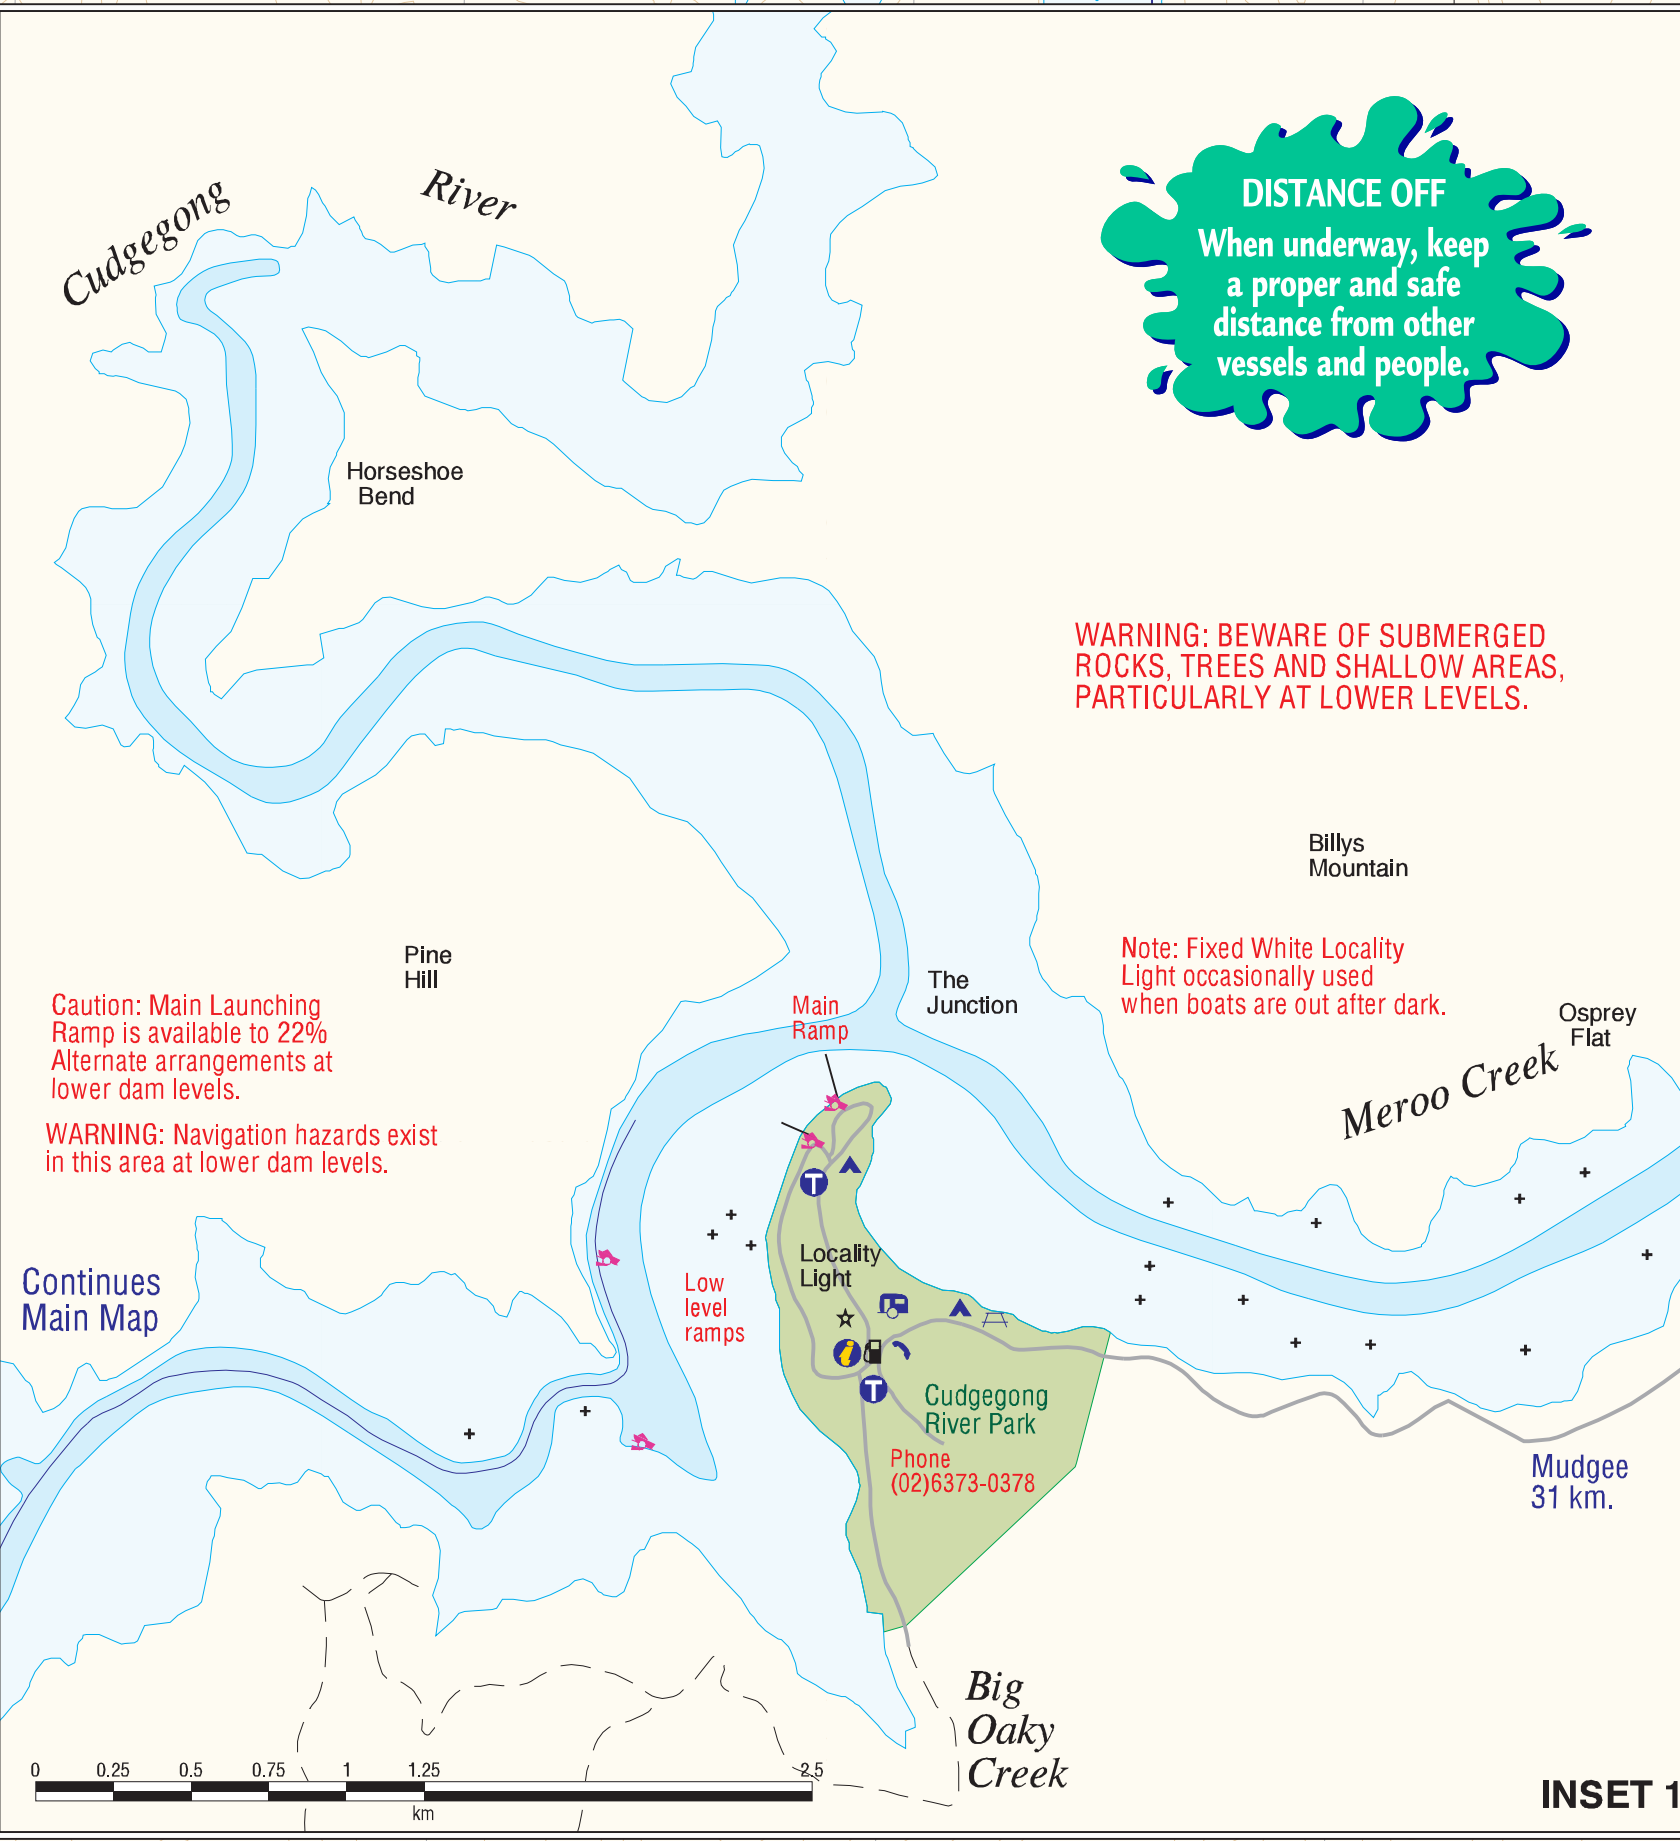 Cudgegong
River
DISTANCE OFF
When underway, keep
a proper and safe
distance from other
vessels and people.
Horseshoe
Bend
WARNING: BEWARE OF SUBMERGED
ROCKS, TREES AND SHALLOW AREAS,
PARTICULARLY AT LOWER LEVELS.
Billys
Mountain
Pine
Hill
The
Junction
Note: Fixed White Locality
Light occasionally used
when boats are out after dark.
Caution: Main Launching
Ramp is available to 22%
Alternate arrangements at
lower dam levels.
Main
Ramp
Osprey
Flat
Meroo Creek
WARNING: Navigation hazards exist
in this area at lower dam levels.
T
Locality
Light
Continues
Main Map
Low
level
ramps
i
T
Cudgegong
River Park
Phone
(02)6373-0378
Mudgee
31 km.
Big
Oaky
Creek
0 0.25 0.5 0.75 1 1.25 2.5
km
INSET 1